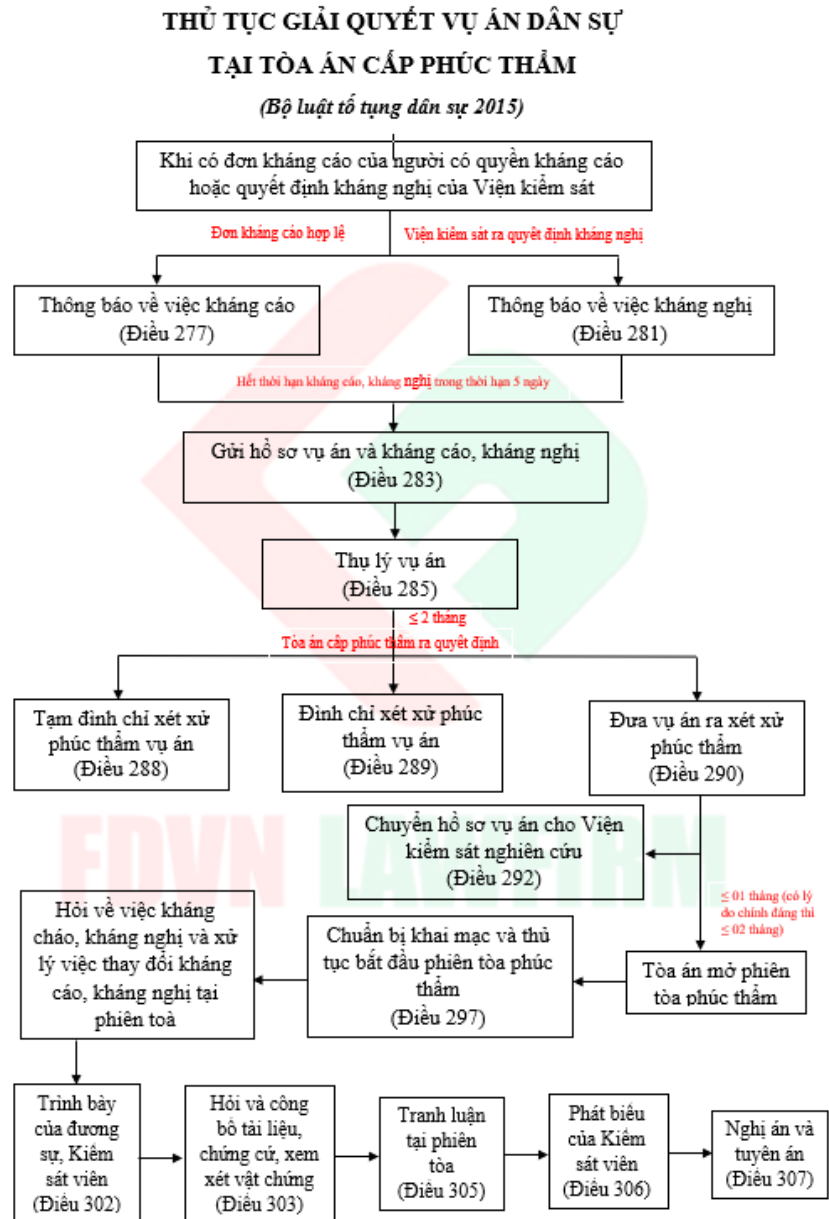 THỦ TỤC GIẢI QUYẾT VỤ ÁN DÂN SỰ
TẠI TÒA ÁN CẤP PHÚC THẨM
(Bộ luật tố tụng dân sự 2015)
Khi có đơn kháng cáo của người có quyền kháng cáo
hoặc quyết định kháng nghị của Viện kiểm sát
Đơn kháng cáo hợp lệ
Viện kiểm sát ra quyết định kháng nghị
Thông báo về việc kháng cáo
(Điều 277)
Thông báo về việc kháng nghị
(Điều 281)
Hết thời hạn kháng cáo, kháng nghị trong thời hạn 5 ngày
Gửi hồ sơ vụ án và kháng cáo, kháng nghị
(Điều 283)
Thụ lý vụ án
(Điều 285)
≤ 2 tháng
Tòa án cấp phúc thẩm ra quyết định
Tạm đình chỉ xét xử
phúc thẩm vụ án
(Điều 288)
Đình chỉ xét xử phúc
thẩm vụ án
(Điều 289)
Đưa vụ án ra xét xử
phúc thẩm
(Điều 290)
Chuyển hồ sơ vụ án cho Viện
kiểm sát nghiên cứu
(Điều 292)
FDVN LAWFIRM.
≤ 01 tháng (có lý
do chính đáng thì
≤ 02 tháng)
Tòa án mở phiên
tòa phúc thẩm
Chuẩn bị khai mạc và thủ
tục bắt đầu phiên tòa phúc
thẩm
(Điều 297)
Hỏi về việc kháng
cháo, kháng nghị và xử
lý việc thay đổi kháng
cáo, kháng nghị tại
phiên toà
Trình bày
của đương
sự, Kiểm
sát viên
(Điều 302)
Hỏi và công
bố tài liệu,
chứng cứ, xem
xét vật chứng
(Điều 303)
Tranh luận
tại phiên
tòa
(Điều 305)
Phát biểu
của Kiểm
sát viên
(Điều 306)
Nghị án và
tuyên án
(Điều 307)